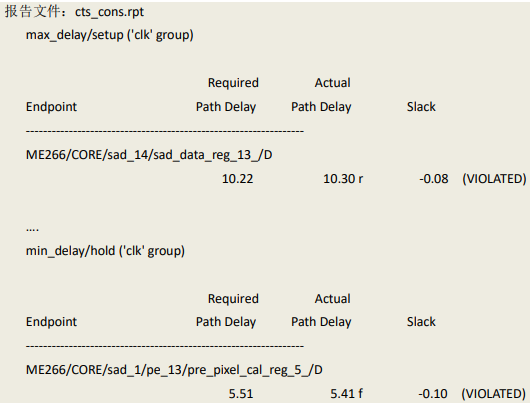 报告文件：cts_cons.rpt
max_delay/setup ('clk' group)
Required Actual
Endpoint Path Delay Path Delay Slack
-----------------------------------------------------------------
ME266/CORE/sad_14/sad_data_reg_13_/D
10.22 10.30 r -0.08 (VIOLATED)
....
min_delay/hold ('clk' group)
Required Actual
Endpoint Path Delay Path Delay Slack
-----------------------------------------------------------------
ME266/CORE/sad_1/pe_13/pre_pixel_cal_reg_5_/D
5.51 5.41 f -0.10 (VIOLATED)